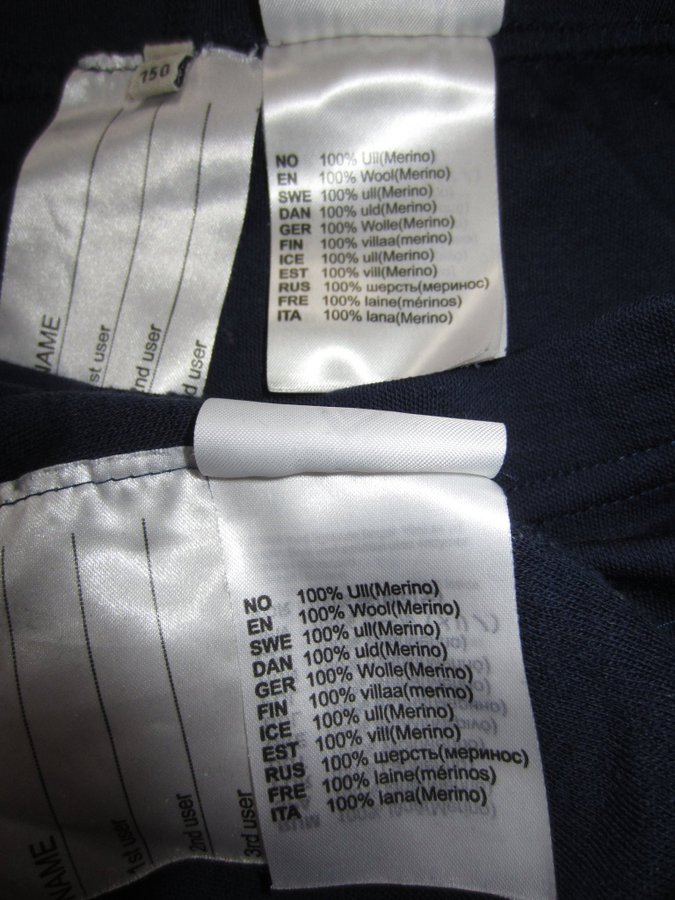 150
NAME
1st user
2nd user
NO 100% Ull(Merino)
EN 100% Wool(Merino)
SWE 100% ull(Merino)
DAN 100% uld(Merino)
GER 100% Wolle(Merino)
FIN 100% villaa(merino)
ICE 100% ull(Merino)
EST 100% vill(Merino)
RUS 100% шерсть(меринос)
FRE 100% laine(mérinos)
ITA 100% lana(Merino)
NAME
1st user
2nd user
3rd user
NO 100% Ull(Merino)
EN 100% Wool(Merino)
SWE 100% ull(Merino)
DAN 100% uld(Merino)
GER 100% Wolle(Merino)
FIN 100% villaa(merino)
ICE 100% ull(Merino)
EST 100% vill(Merino)
RUS 100% шерсть(меринос)
FRE 100% laine(mérinos)
ITA 100% lana(Merino)